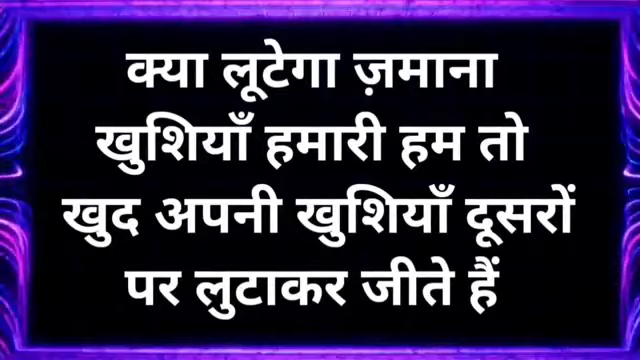 क्या लूटेगा ज़माना
खुशियाँ हमारी हम तो
खुद अपनी खुशियाँ दूसरों
पर लुटाकर जीते हैं